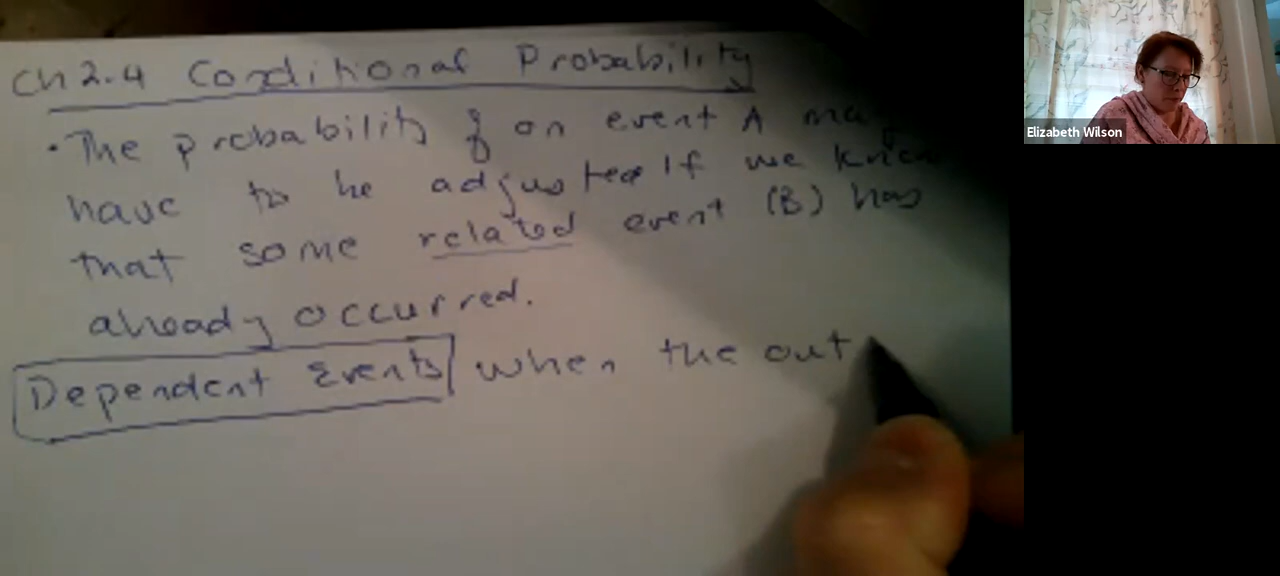 Ch 2.4 Conditional Probability
• The probability of an event A may
have to be adjusted if we know
that some related event (B) has
already occurred.
Dependent Events when the out
Elizabeth Wilson